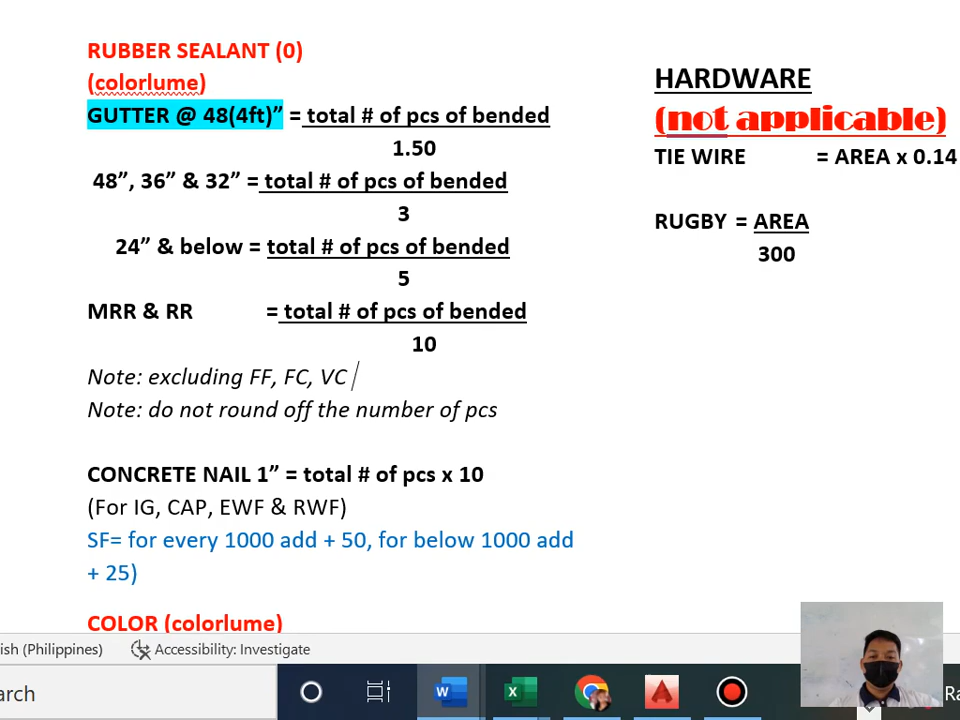 RUBBER SEALANT (0)
(colorlume)
GUTTER @ 48(4ft)” = total # of pcs of bended
1.50
48”, 36” & 32” = total # of pcs of bended
3
24” & below = total # of pcs of bended
5
MRR & RR = total # of pcs of bended
10
Note: excluding FF, FC, VC
Note: do not round off the number of pcs
CONCRETE NAIL 1” = total # of pcs x 10
(For IG, CAP, EWF & RWF)
SF= for every 1000 add + 50, for below 1000 add
+ 25)
COLOR (colorlume)
HARDWARE
(not applicable)
TIE WIRE = AREA x 0.14
RUGBY = AREA
300
ish (Philippines) Accessibility: Investigate
arch
Ra